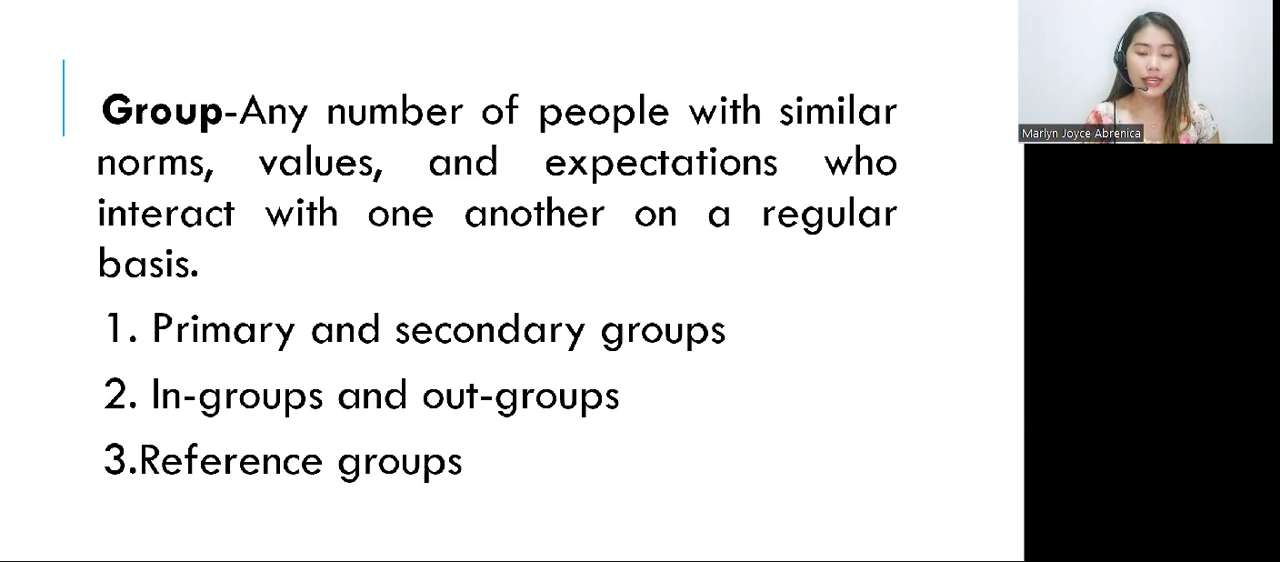 Group-Any number of people with similar
norms, values, and expectations who
interact with one another on a regular
basis.
1. Primary and secondary groups
2. In-groups and out-groups
3.Reference groups
Marlyn Joyce Abrenica